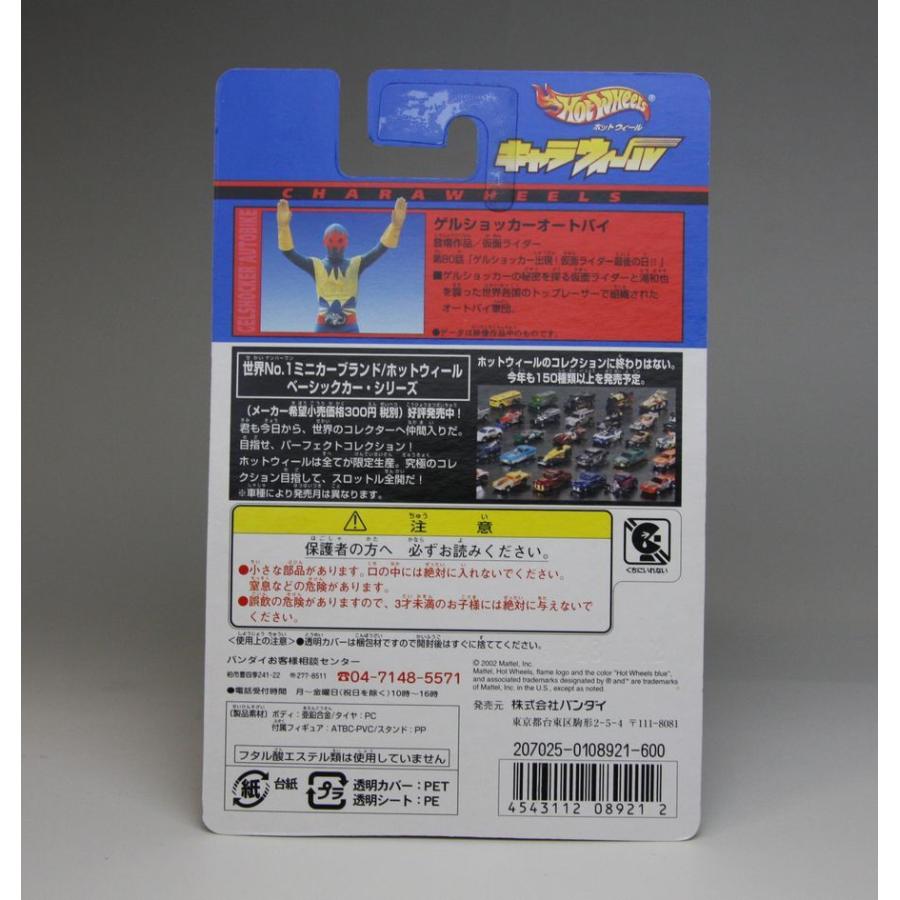 Hot Wheels®
ホットウィール
キャラウィール
CHARAWHEELS
GELSHOCKER AUTOBIKE
ゲルショッカーオートバイ
登場作品／仮面ライダー
第80話「ゲルショッカー出現！仮面ライダー最後の日!!」
■ゲルショッカーの秘密を探る仮面ライダーと滝和也
を襲った世界各国のトップレーサーで組織された
オートバイ軍団。
●データは映像作品中のものです。
世界No.1ミニカーブランド/ホットウィール
ベーシックカー・シリーズ
（メーカー希望小売価格300円 税別）好評発売中！
君も今日から、世界のコレクターへ仲間入りだ。
目指せ、パーフェクトコレクション！
ホットウィールは全てが限定生産。究極のコレ
クション目指して、スロットル全開だ！
※車種により発売月は異なります。
ホットウィールのコレクションに終わりはない。
今年も150種類以上を発売予定。
注意
保護者の方へ 必ずお読みください。
●小さな部品があります。口の中には絶対に入れないでください。
窒息などの危険があります。
●誤飲の危険がありますので、3才未満のお子様には絶対に与えないで
ください。
くちにいれない
＜使用上の注意＞●透明カバーは梱包材ですので開封後はすぐに捨ててください。
バンダイお客様相談センター
柏市豊四季241-22 〒277-8511 ☎04-7148-5571
●電話受付時間 月〜金曜日(祝日を除く)10時〜16時
© 2002 Mattel, Inc.
Mattel, Hot Wheels, flame logo and the color "Hot Wheels blue",
and associated trademarks designated by ® and ™ are trademarks
of Mattel, Inc. in the U.S., except as noted.
発売元 株式会社バンダイ
東京都台東区駒形2-5-4 〒111-8081
〔製品素材〕ボディ：亜鉛合金/タイヤ：PC
付属フィギュア：ATBC-PVC/スタンド：PP
フタル酸エステル類は使用していません
紙 台紙
プラ 透明カバー：PET
透明シート：PE
207025-0108921-600
4543112 08921 2